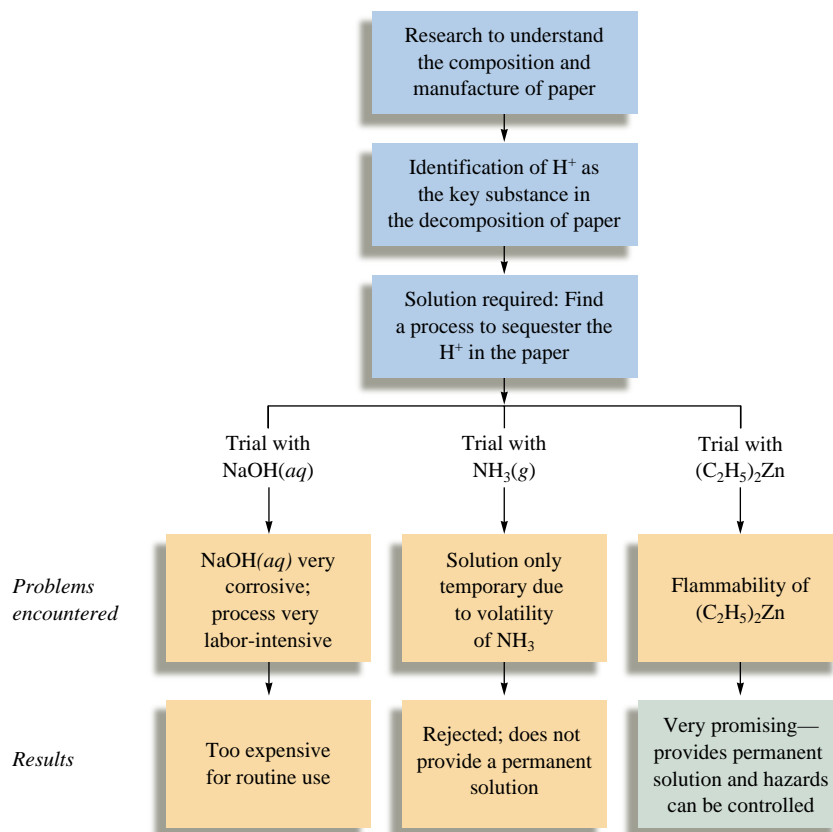 Research to understand
the composition and
manufacture of paper
Identification of H⁺ as
the key substance in
the decomposition of paper
Solution required: Find
a process to sequester the
H⁺ in the paper
Trial with
NaOH(aq)
Trial with
NH₃(g)
Trial with
(C₂H₅)₂Zn
Problems
encountered
NaOH(aq) very
corrosive;
process very
labor-intensive
Solution only
temporary due
to volatility
of NH₃
Flammability of
(C₂H₅)₂Zn
Results
Too expensive
for routine use
Rejected; does not
provide a permanent
solution
Very promising—
provides permanent
solution and hazards
can be controlled